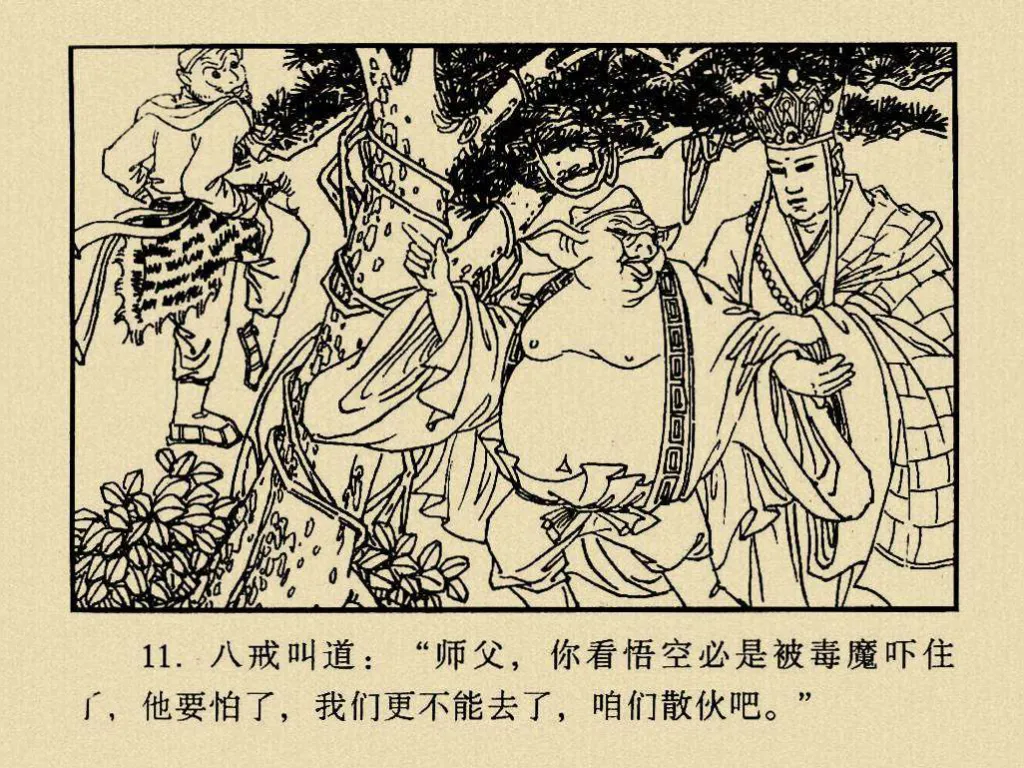 11. 八戒叫道：“师父，你看悟空必是被毒魔吓住
了，他要怕了，我们更不能去了，咱们散伙吧。”